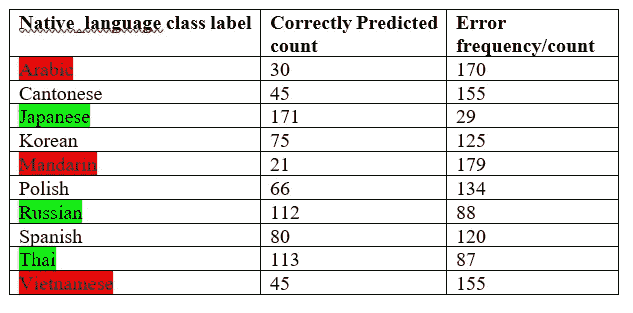 Native_language class label Correctly Predicted count Error frequency/count
Arabic 30 170
Cantonese 45 155
Japanese 171 29
Korean 75 125
Mandarin 21 179
Polish 66 134
Russian 112 88
Spanish 80 120
Thai 113 87
Vietnamese 45 155